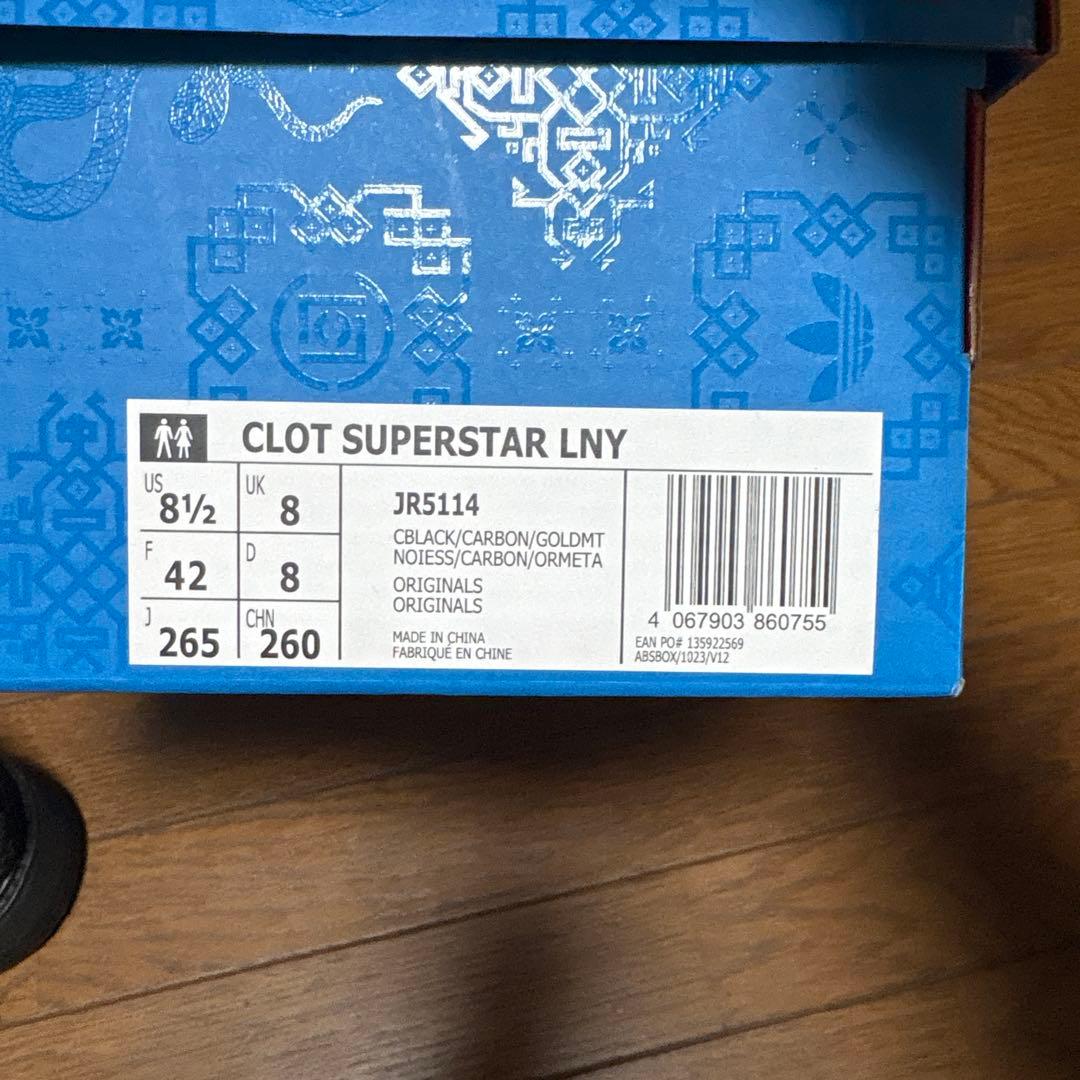 CLOT SUPERSTAR LNY
US
8½
UK
8
F
42
D
8
J
265
CHN
260
JR5114
CBLACK/CARBON/GOLDMT
NOIESS/CARBON/ORMETA
ORIGINALS
ORIGINALS
MADE IN CHINA
FABRIQUÉ EN CHINE
4 067903 860755
EAN PO# 135922569
ABSBOX/1023/V12